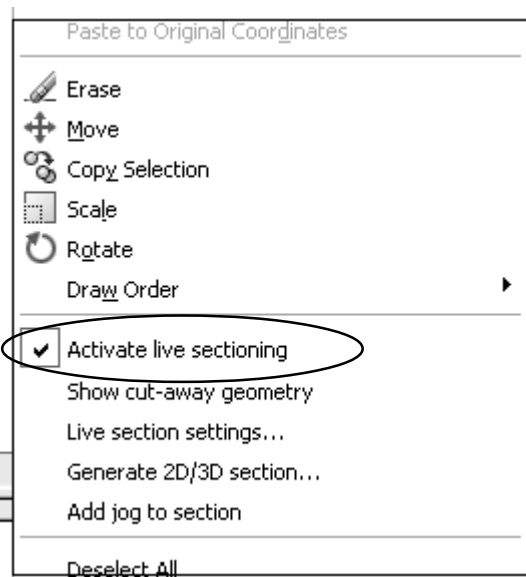 Paste to Original Coordinates
Erase
Move
Copy Selection
Scale
Rotate
Draw Order
Activate live sectioning
Show cut-away geometry
Live section settings...
Generate 2D/3D section...
Add jog to section
Deselect All